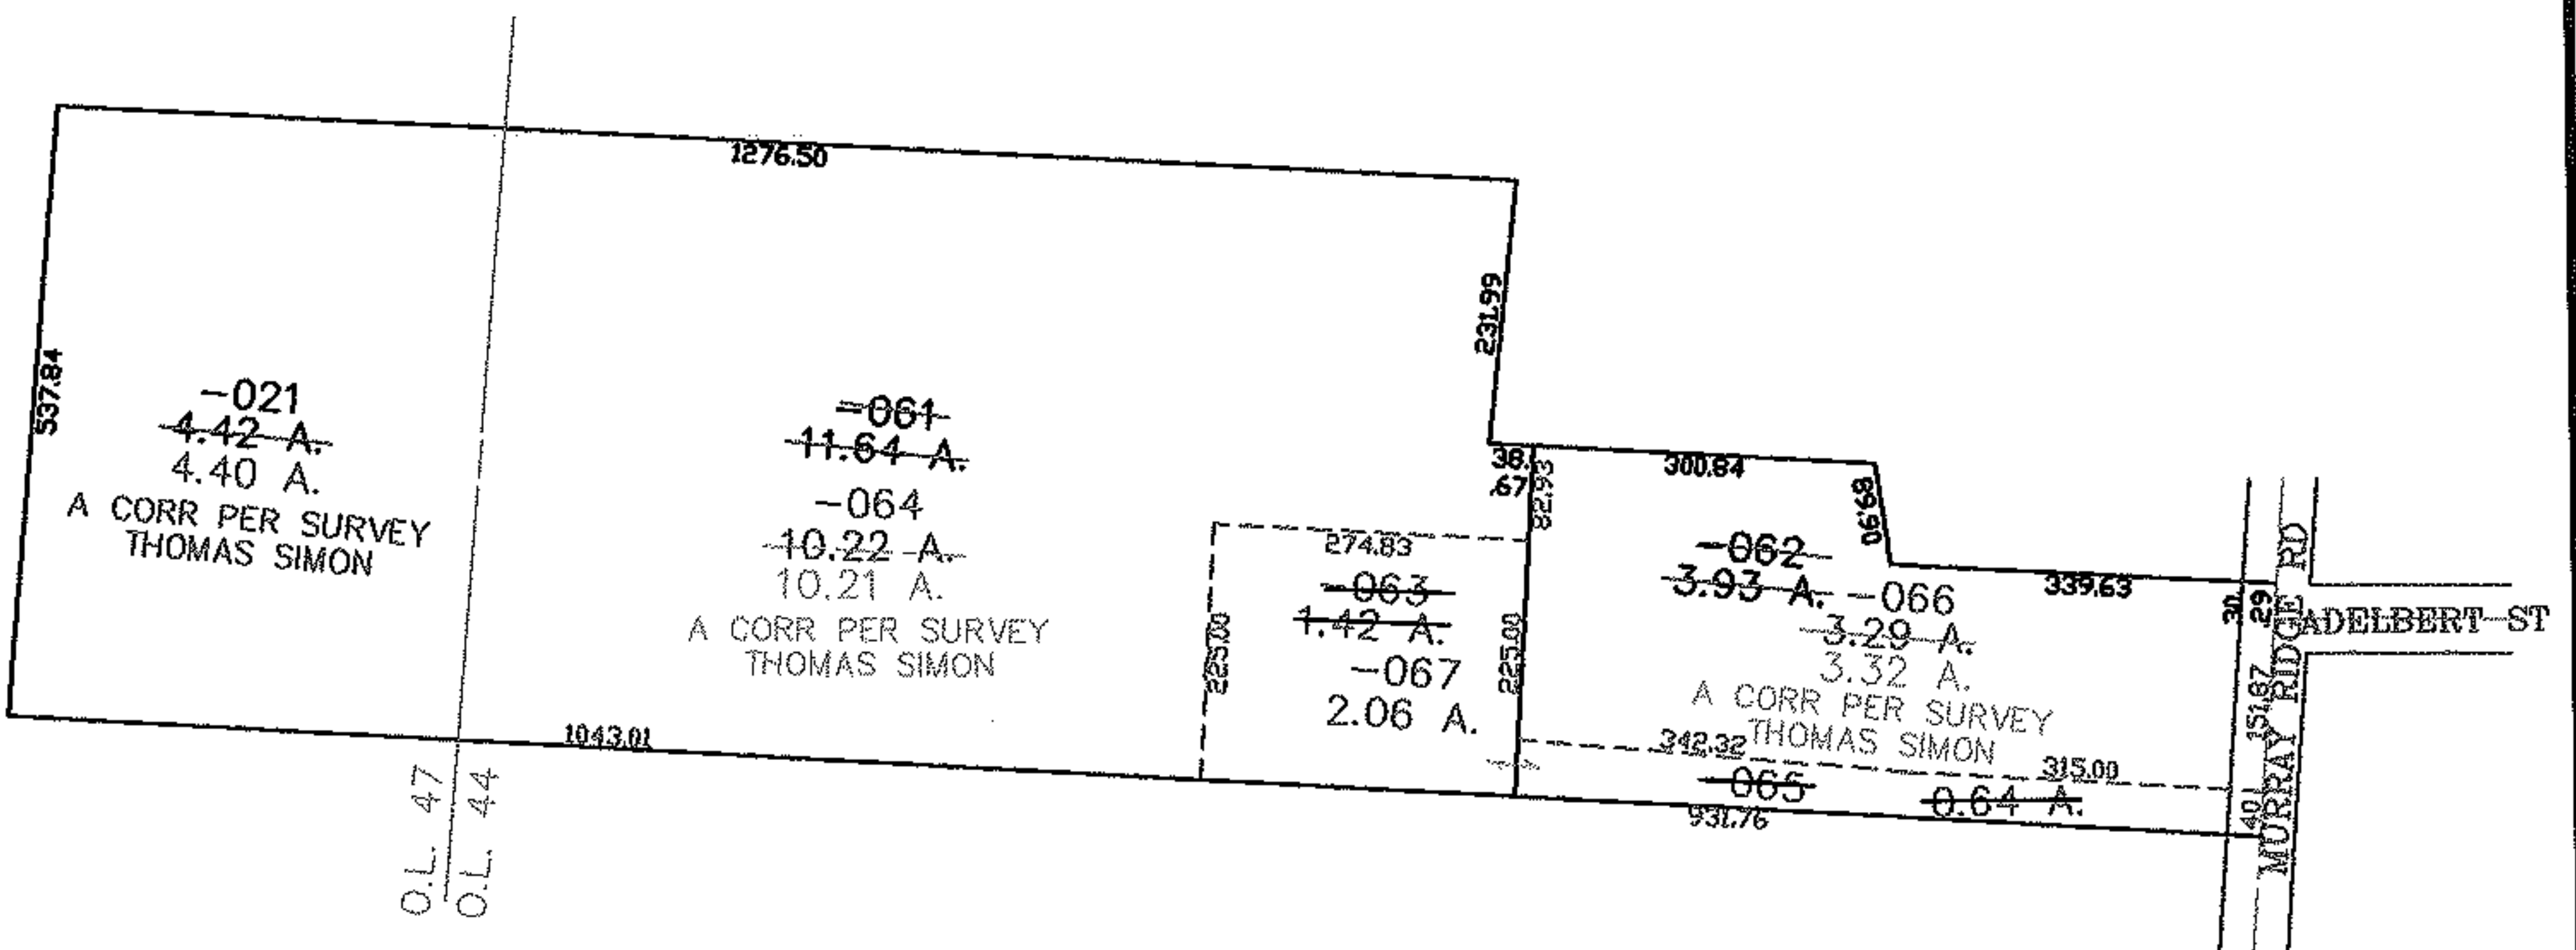 1276.50
231.99
537.84
-021
4.42 A.
4.40 A.
A CORR PER SURVEY
THOMAS SIMON
-061
11.64 A.
-064
10.22 A.
10.21 A.
A CORR PER SURVEY
THOMAS SIMON
38.
.67
82.93
300.84
89.90
274.83
-063
1.42 A.
-067
2.06 A.
225.00
225.00
-062
3.93 A.
-066
3.29 A.
3.32 A.
A CORR PER SURVEY
THOMAS SIMON
339.63
30.
29
151.87
40
MURRAY RIDGE RD
ADELBERT ST
342.32
315.00
065
0.64 A.
931.76
1043.01
O.L. 47
O.L. 44